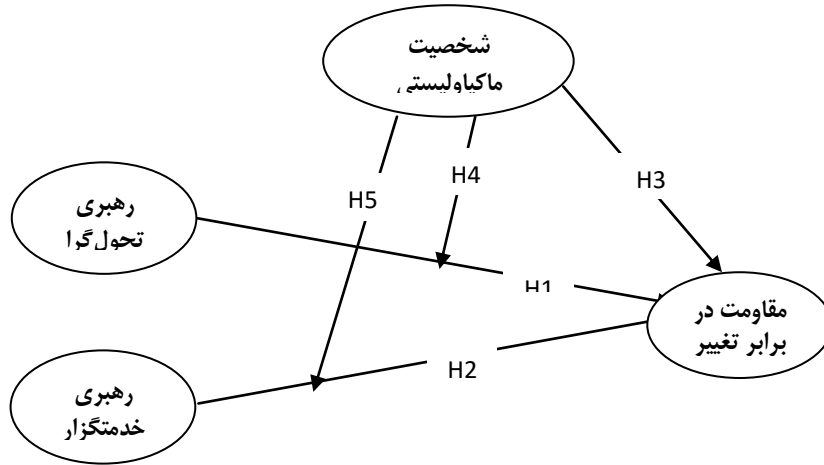 شخصیت
ماکیاولیستی
H5
H4
H3
رهبری
تحول‌گرا
H1
مقاومت در
برابر تغییر
H2
رهبری
خدمتگزار